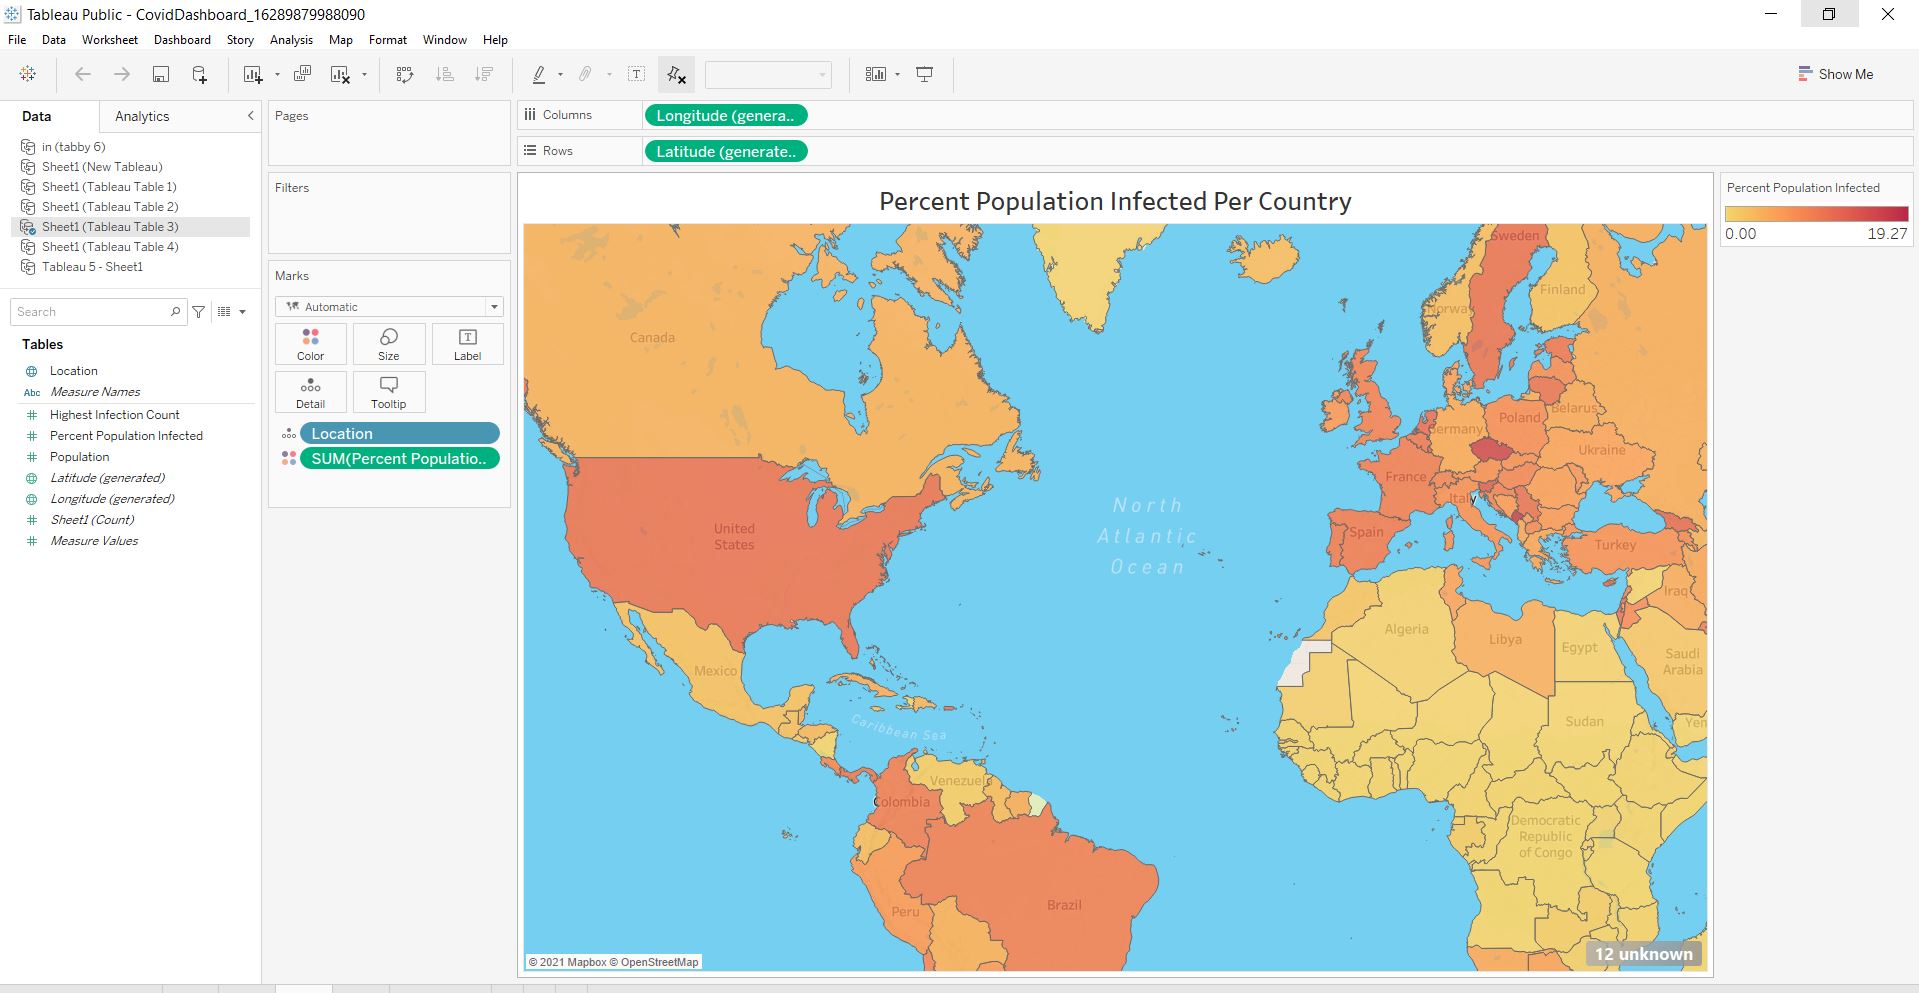 Tableau Public - CovidDashboard_16289879988090
File Data Worksheet Dashboard Story Analysis Map Format Window Help
Show Me
Data Analytics
in (tabby 6)
Sheet1 (New Tableau)
Sheet1 (Tableau Table 1)
Sheet1 (Tableau Table 2)
Sheet1 (Tableau Table 3)
Sheet1 (Tableau Table 4)
Tableau 5 - Sheet1
Search
Tables
Location
Abc Measure Names
Highest Infection Count
Percent Population Infected
Population
Latitude (generated)
Longitude (generated)
Sheet1 (Count)
Measure Values
Pages
Filters
Marks
Automatic
Color Size Label
Detail Tooltip
Location
SUM(Percent Populatio..
Columns Longitude (genera..
Rows Latitude (generate..
Percent Population Infected Per Country
Sweden
Finland
Norway
Canada
Poland
Belarus
Germany
Ukraine
France
Italy
United
States
Spain
Turkey
North
Atlantic
Ocean
Iraq
Algeria
Libya
Egypt
Saudi
Arabia
Mexico
Sudan
Yen
Caribbean Sea
Venezuela
Colombia
Democratic
Republic
of Congo
Peru
Brazil
© 2021 Mapbox © OpenStreetMap
12 unknown
Percent Population Infected
0.00 19.27